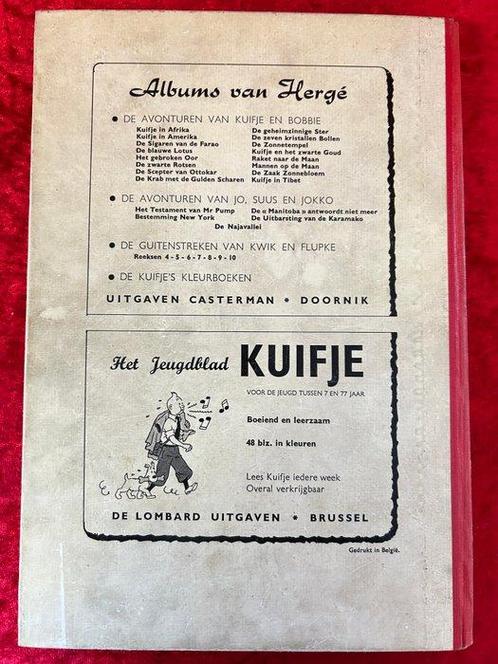 Albums van Hergé
• DE AVONTUREN VAN KUIFJE EN BOBBIE
Kuifje in Afrika
Kuifje in Amerika
De Sigaren van de Farao
De blauwe Lotus
Het gebroken Oor
De zwarte Rotsen
De Scepter van Ottokar
De Krab met de Gulden Scharen
De geheimzinnige Ster
De zeven kristallen Bollen
De Zonnetempel
Kuifje en het zwarte Goud
Raket naar de Maan
Mannen op de Maan
De Zaak Zonnebloem
Kuifje in Tibet
• DE AVONTUREN VAN JO, SUUS EN JOKKO
Het Testament van Mr Pump
Bestemming New York
De « Manitoba » antwoordt niet meer
De Uitbarsting van de Karamako
De Najavallei
• DE GUITENSTREKEN VAN KWIK EN FLUPKE
Reeksen 4-5-6-7-8-9-10
• DE KUIFJE'S KLEURBOEKEN
UITGAVEN CASTERMAN • DOORNIK
Het Jeugdblad KUIFJE
VOOR DE JEUGD TUSSEN 7 EN 77 JAAR
Boeiend en leerzaam
48 blz. in kleuren
Lees Kuifje iedere week
Overal verkrijgbaar
DE LOMBARD UITGAVEN • BRUSSEL
Gedrukt in België.